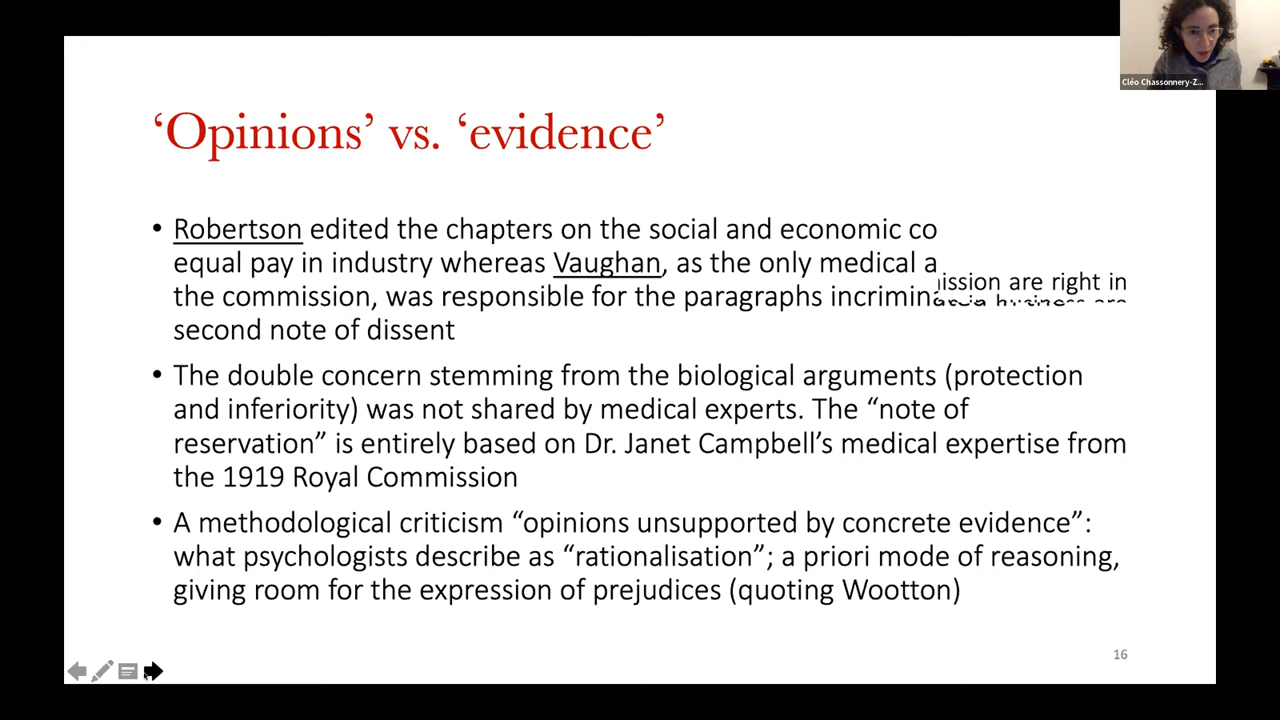 Cléo Chassonnery-Z...
‘Opinions’ vs. ‘evidence’
• Robertson edited the chapters on the social and economic co
equal pay in industry whereas Vaughan, as the only medical a
ission are right in
the commission, was responsible for the paragraphs incrimin
second note of dissent
• The double concern stemming from the biological arguments (protection
and inferiority) was not shared by medical experts. The “note of
reservation” is entirely based on Dr. Janet Campbell’s medical expertise from
the 1919 Royal Commission
• A methodological criticism “opinions unsupported by concrete evidence”:
what psychologists describe as “rationalisation”; a priori mode of reasoning,
giving room for the expression of prejudices (quoting Wootton)
16